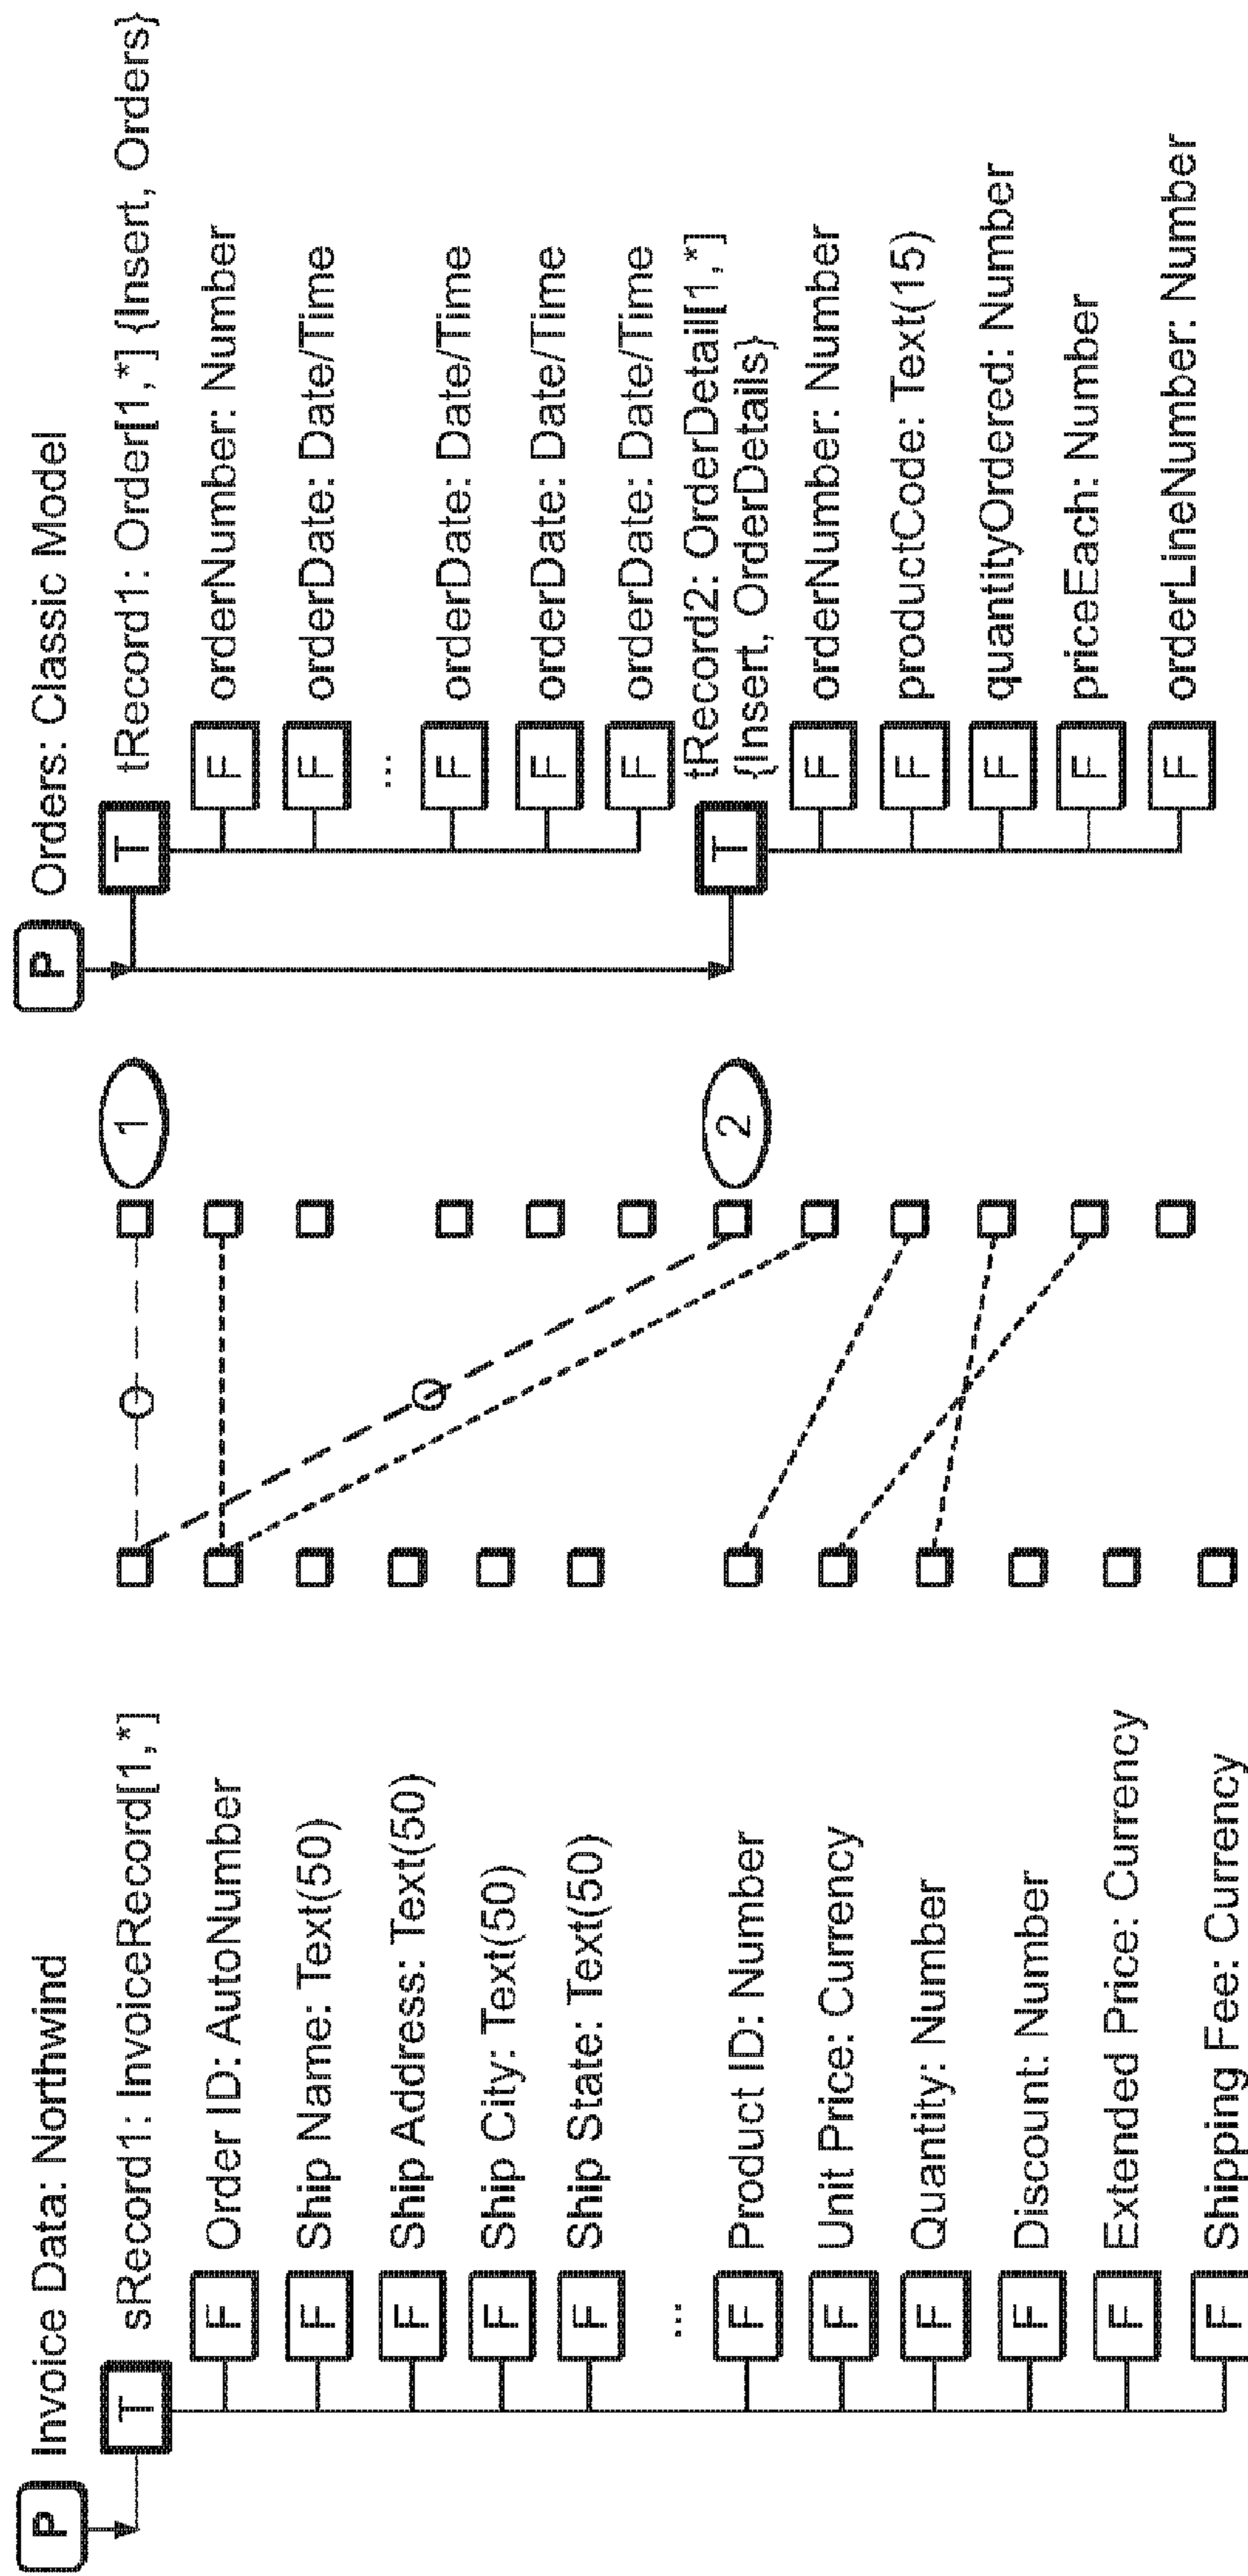 P Invoice Data: Northwind
T sRecord1: InvoiceRecord[1,*]
F Order ID: AutoNumber
F Ship Name: Text(50)
F Ship Address: Text(50)
F Ship City: Text(50)
F Ship State: Text(50)
...
F Product ID: Number
F Unit Price: Currency
F Quantity: Number
F Discount: Number
F Extended Price: Currency
F Shipping Fee: Currency
1
2
P Orders: Classic Model
T tRecord1: Order[1,*] {Insert, Orders}
F orderNumber: Number
F orderDate: Date/Time
...
F orderDate: Date/Time
F orderDate: Date/Time
F orderDate: Date/Time
T tRecord2: OrderDetail[1,*]
{Insert, OrderDetails}
F orderNumber: Number
F productCode: Text(15)
F quantityOrdered: Number
F priceEach: Number
F orderLineNumber: Number